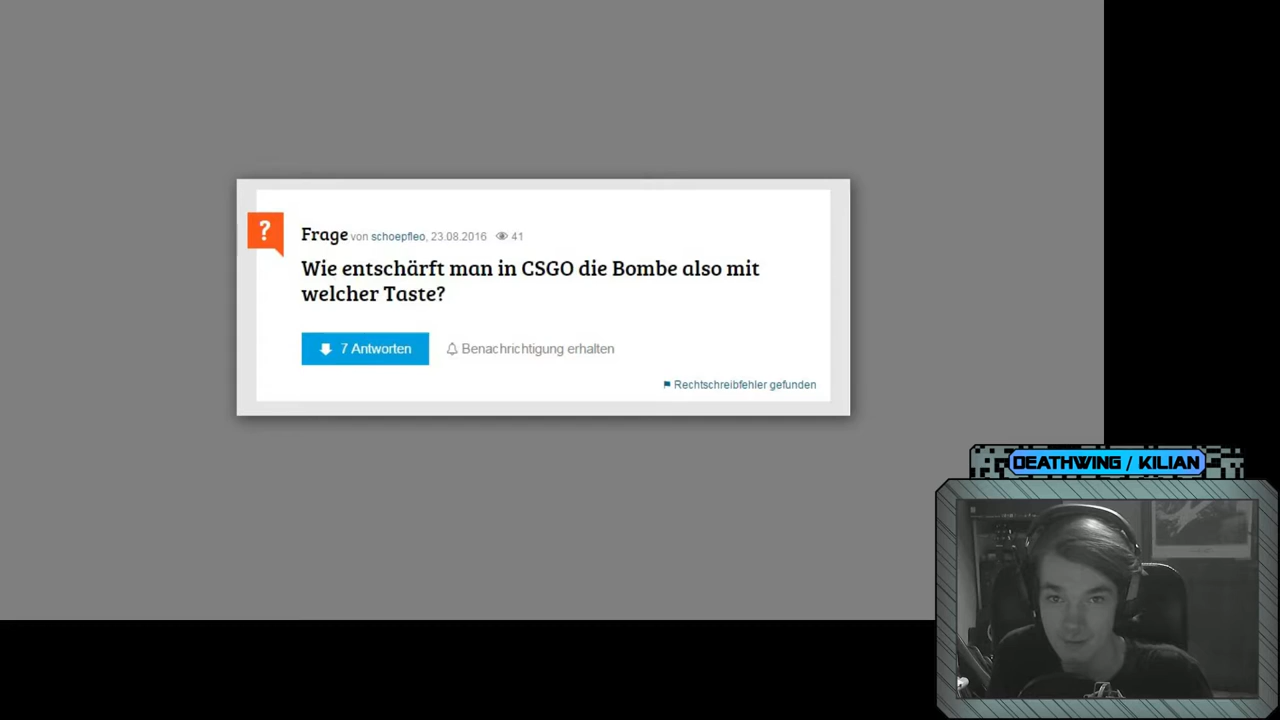 ?
Frage von schoepfleo, 23.08.2016 41
Wie entschärft man in CSGO die Bombe also mit
welcher Taste?
7 Antworten Benachrichtigung erhalten
Rechtschreibfehler gefunden
DEATHWING / KILIAN